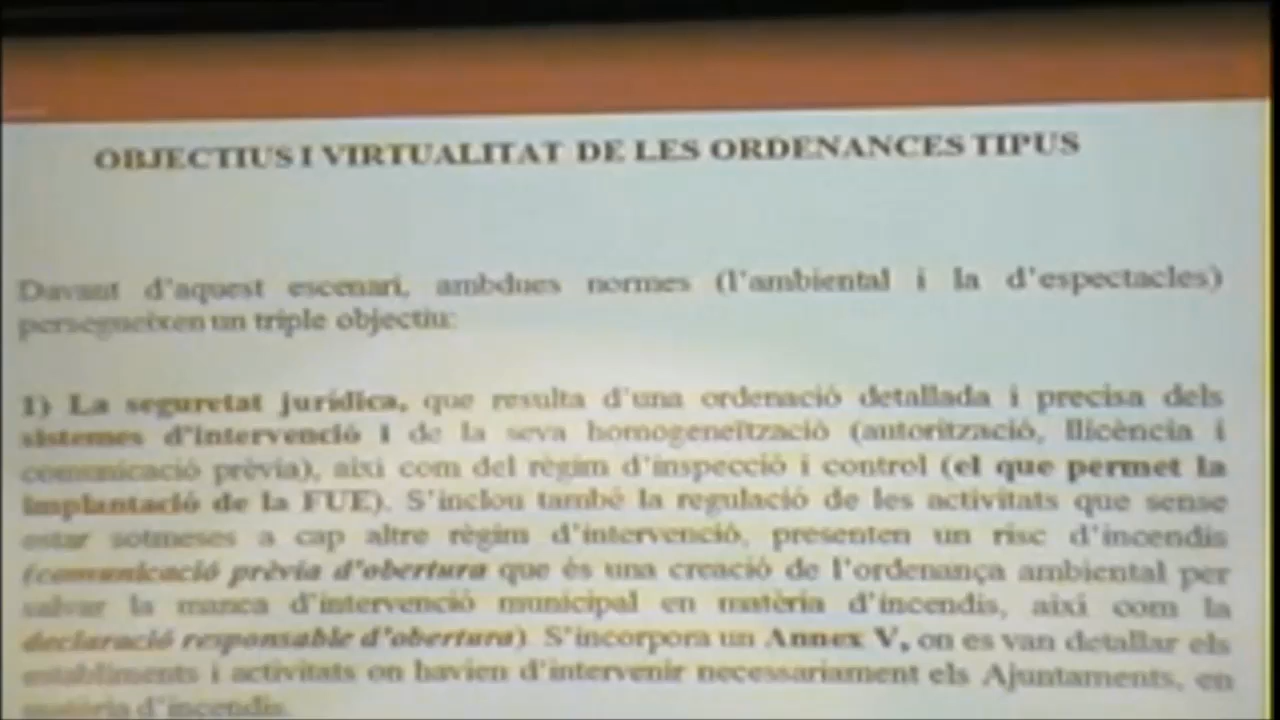 OBJECTIUS I VIRTUALITAT DE LES ORDENANCES TIPUS
Davant d'aquest escenari, ambdues normes (l'ambiental i la d'espectacles)
persegueixen un triple objectiu:
1) La seguretat jurídica, que resulta d'una ordenació detallada i precisa dels
sistemes d'intervenció i de la seva homogeneïtzació (autorització, llicència i
comunicació prèvia), així com del règim d'inspecció i control (el que permet la
implantació de la FUE). S'inclou també la regulació de les activitats que sense
estar sotmeses a cap altre règim d'intervenció, presenten un risc d'incendis
(comunicació prèvia d'obertura que és una creació de l'ordenança ambiental per
salvar la manca d'intervenció municipal en matèria d'incendis, així com la
declaració responsable d'obertura). S'incorpora un Annex V, on es van detallar els
establiments i activitats on havien d'intervenir necessariament els Ajuntaments, en
matèria d'incendis.